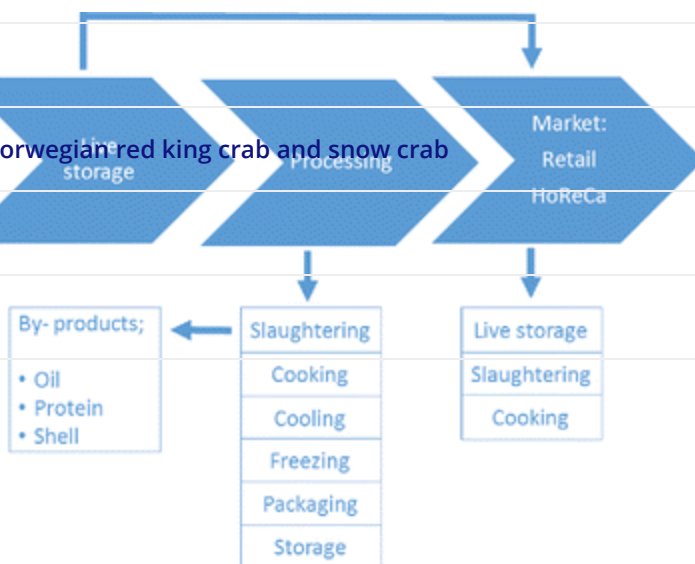 Live
storage
orwegian red king crab and snow crab
Processing
Market:
Retail
HoReCa
By- products;
• Oil
• Protein
• Shell
Slaughtering
Cooking
Cooling
Freezing
Packaging
Storage
Live storage
Slaughtering
Cooking